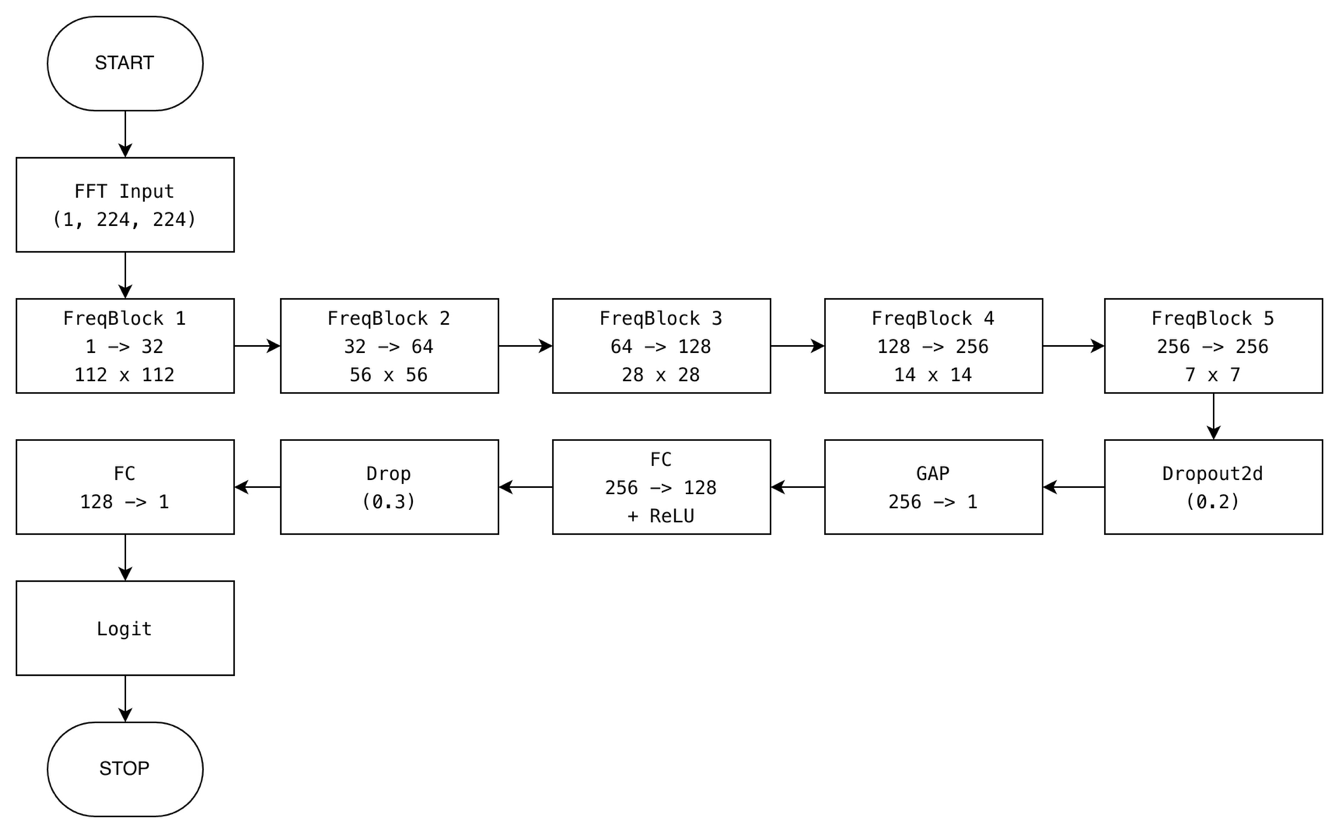 START
FFT Input
(1, 224, 224)
FreqBlock 1
1 -> 32
112 x 112
FreqBlock 2
32 -> 64
56 x 56
FreqBlock 3
64 -> 128
28 x 28
FreqBlock 4
128 -> 256
14 x 14
FreqBlock 5
256 -> 256
7 x 7
Dropout2d
(0.2)
GAP
256 -> 1
FC
256 -> 128
+ ReLU
Drop
(0.3)
FC
128 -> 1
Logit
STOP